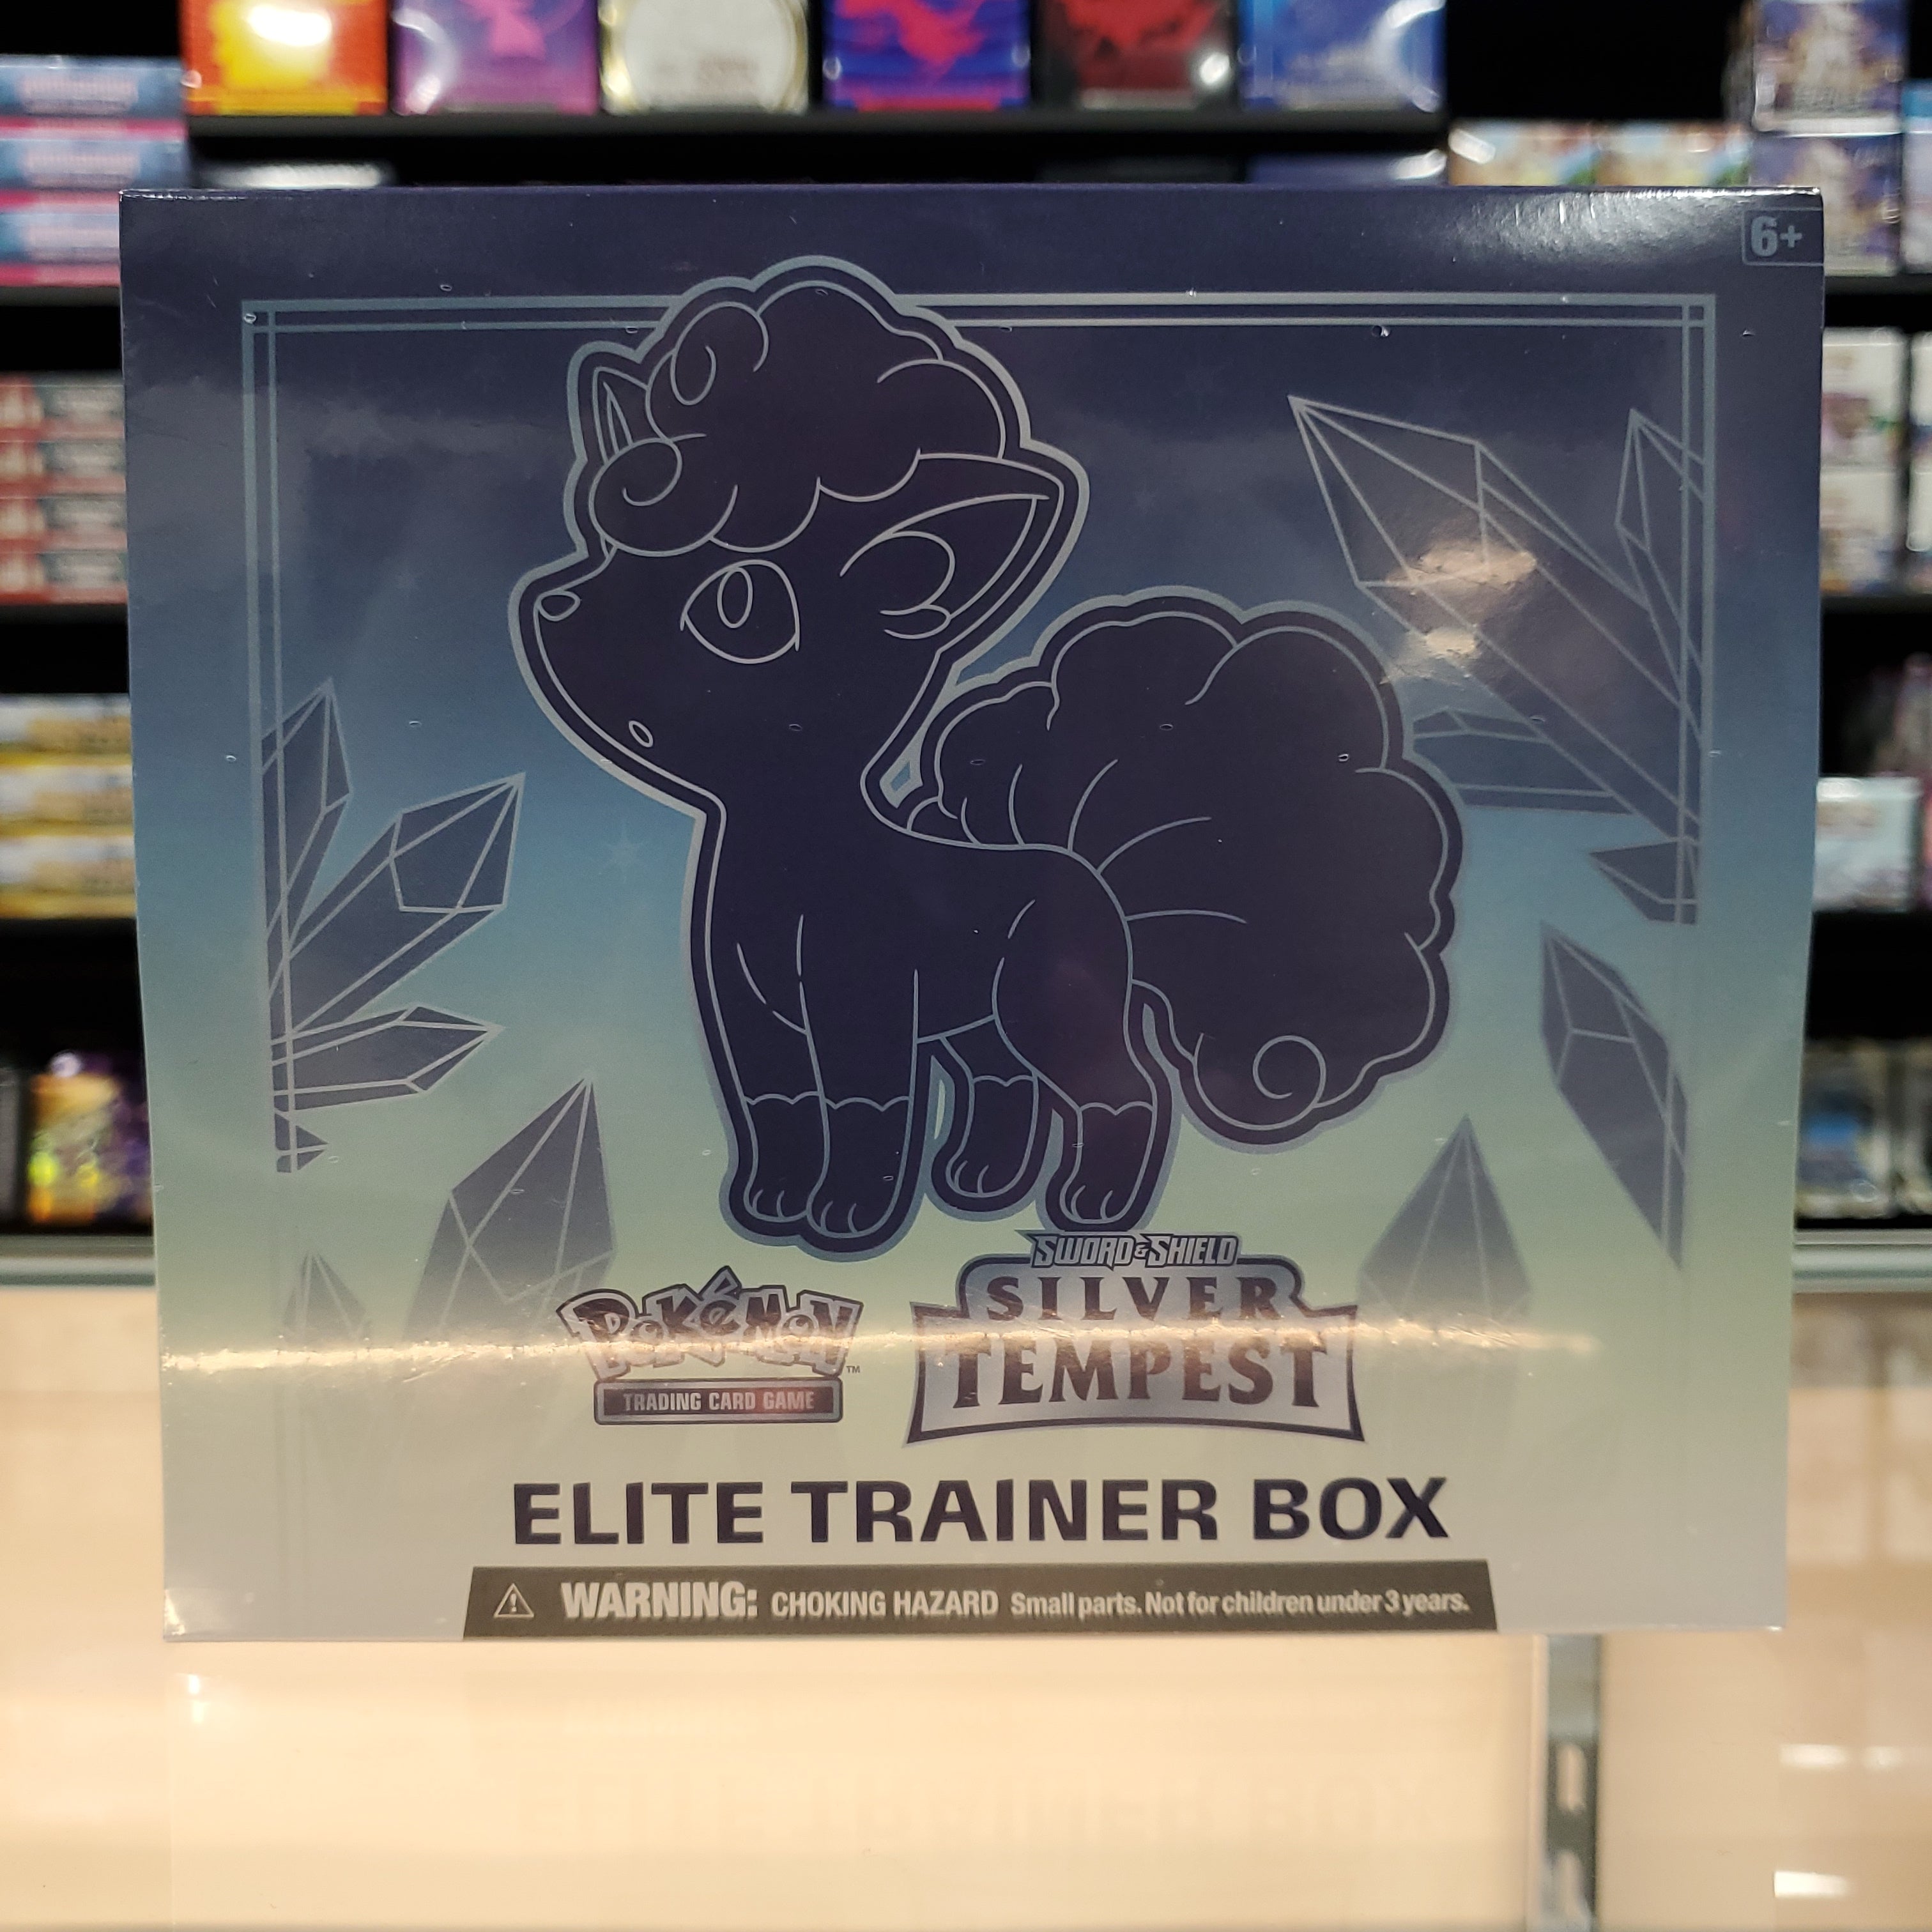 6+
POKéMON™
TRADING CARD GAME
SWORD & SHIELD
SILVER
TEMPEST
ELITE TRAINER BOX
WARNING: CHOKING HAZARD Small parts. Not for children under 3 years.